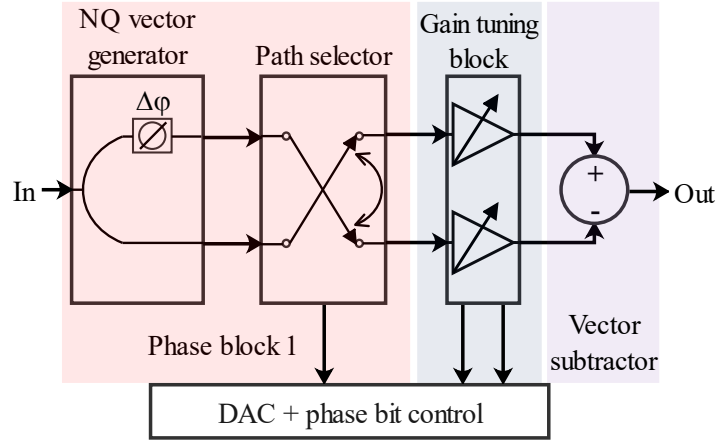 NQ vector
generator
Path selector
Gain tuning
block
Δφ
In
+
-
Out
Phase block 1
Vector
subtractor
DAC + phase bit control